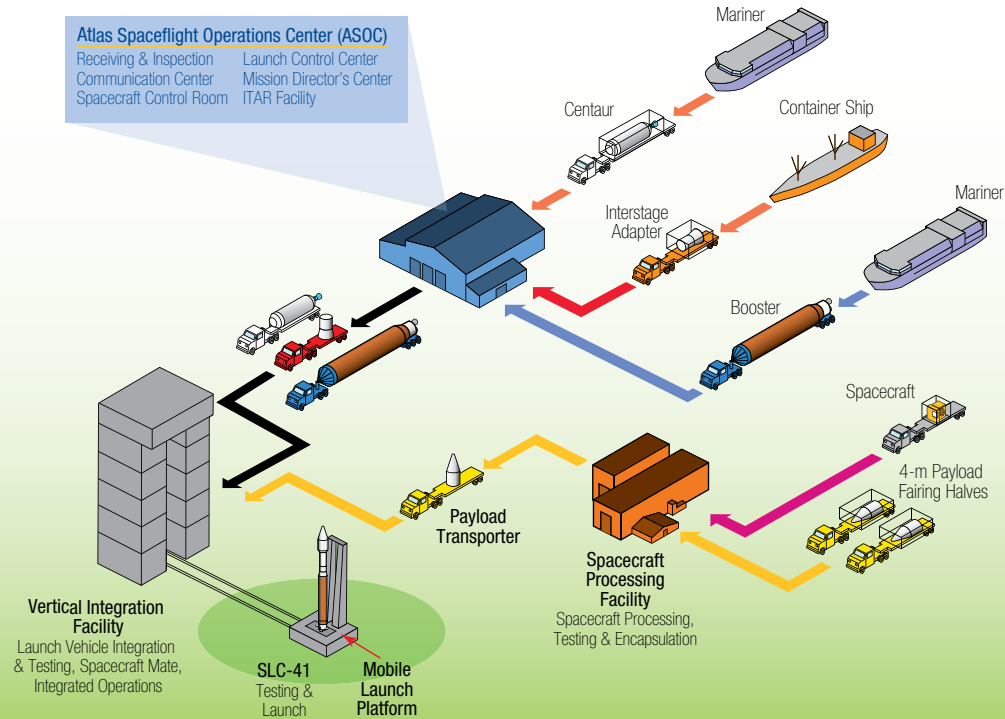 Atlas Spaceflight Operations Center (ASOC)
Receiving & Inspection
Launch Control Center
Communication Center
Mission Director's Center
Spacecraft Control Room
ITAR Facility
Mariner
Centaur
Container Ship
Interstage
Adapter
Mariner
Booster
Spacecraft
4-m Payload
Fairing Halves
Payload
Transporter
Spacecraft
Processing
Facility
Spacecraft Processing,
Testing & Encapsulation
Vertical Integration
Facility
Launch Vehicle Integration
& Testing, Spacecraft Mate,
Integrated Operations
SLC-41
Testing &
Launch
Mobile
Launch
Platform